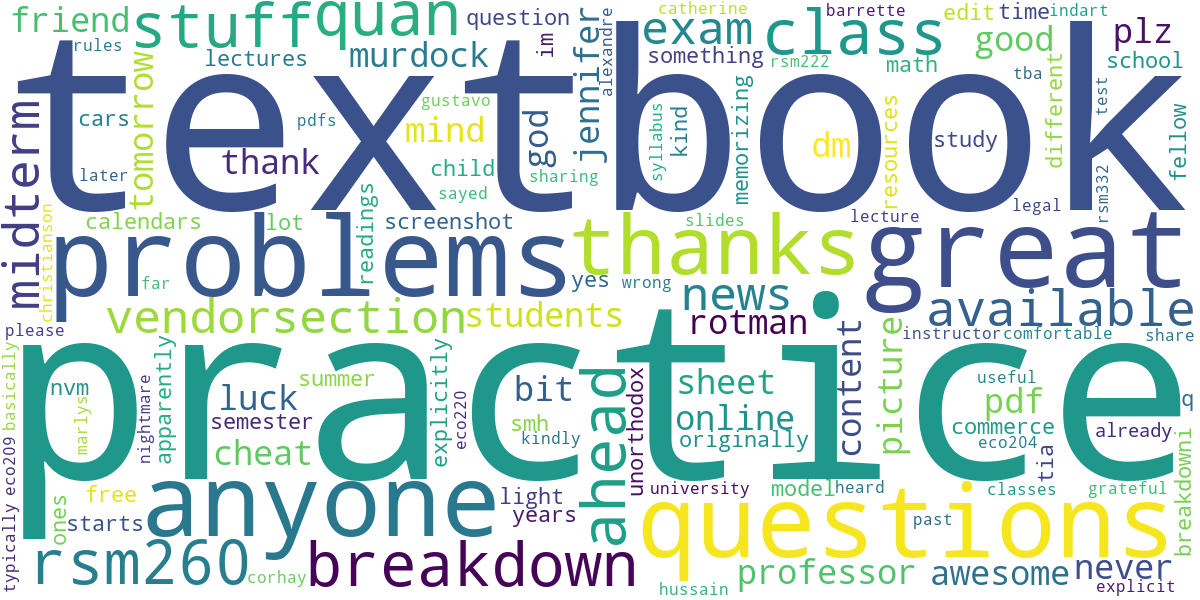 friend stuff quan question im catherine exam barrette class edit time indart plz
rules lectures murdock jennifer alexandre something rsm222 math good school
textbook
midterm cars tomorrow pdfs gustavo mind god syllabus kind memorizing dm resources study different tba test fellow
later thank child sayed sharing legal rsm332
christianson calendars lot readings screenshot slides lecture
problems thanks great
far yes wrong news available
please vendorsection students rotman instructor comfortable share
practice
basically nvm marlys nightmare apparently summer luck semester cheat explicitly eco220 bit smh kindly unorthodox sheet online originally content picture useful pdf commerce eco204 already q
typically eco209 ones free starts anyone light years ahead university model heard tia classes grateful breakdowni
questions past
rsm260 corhay breakdown hussain professor awesome never explicit